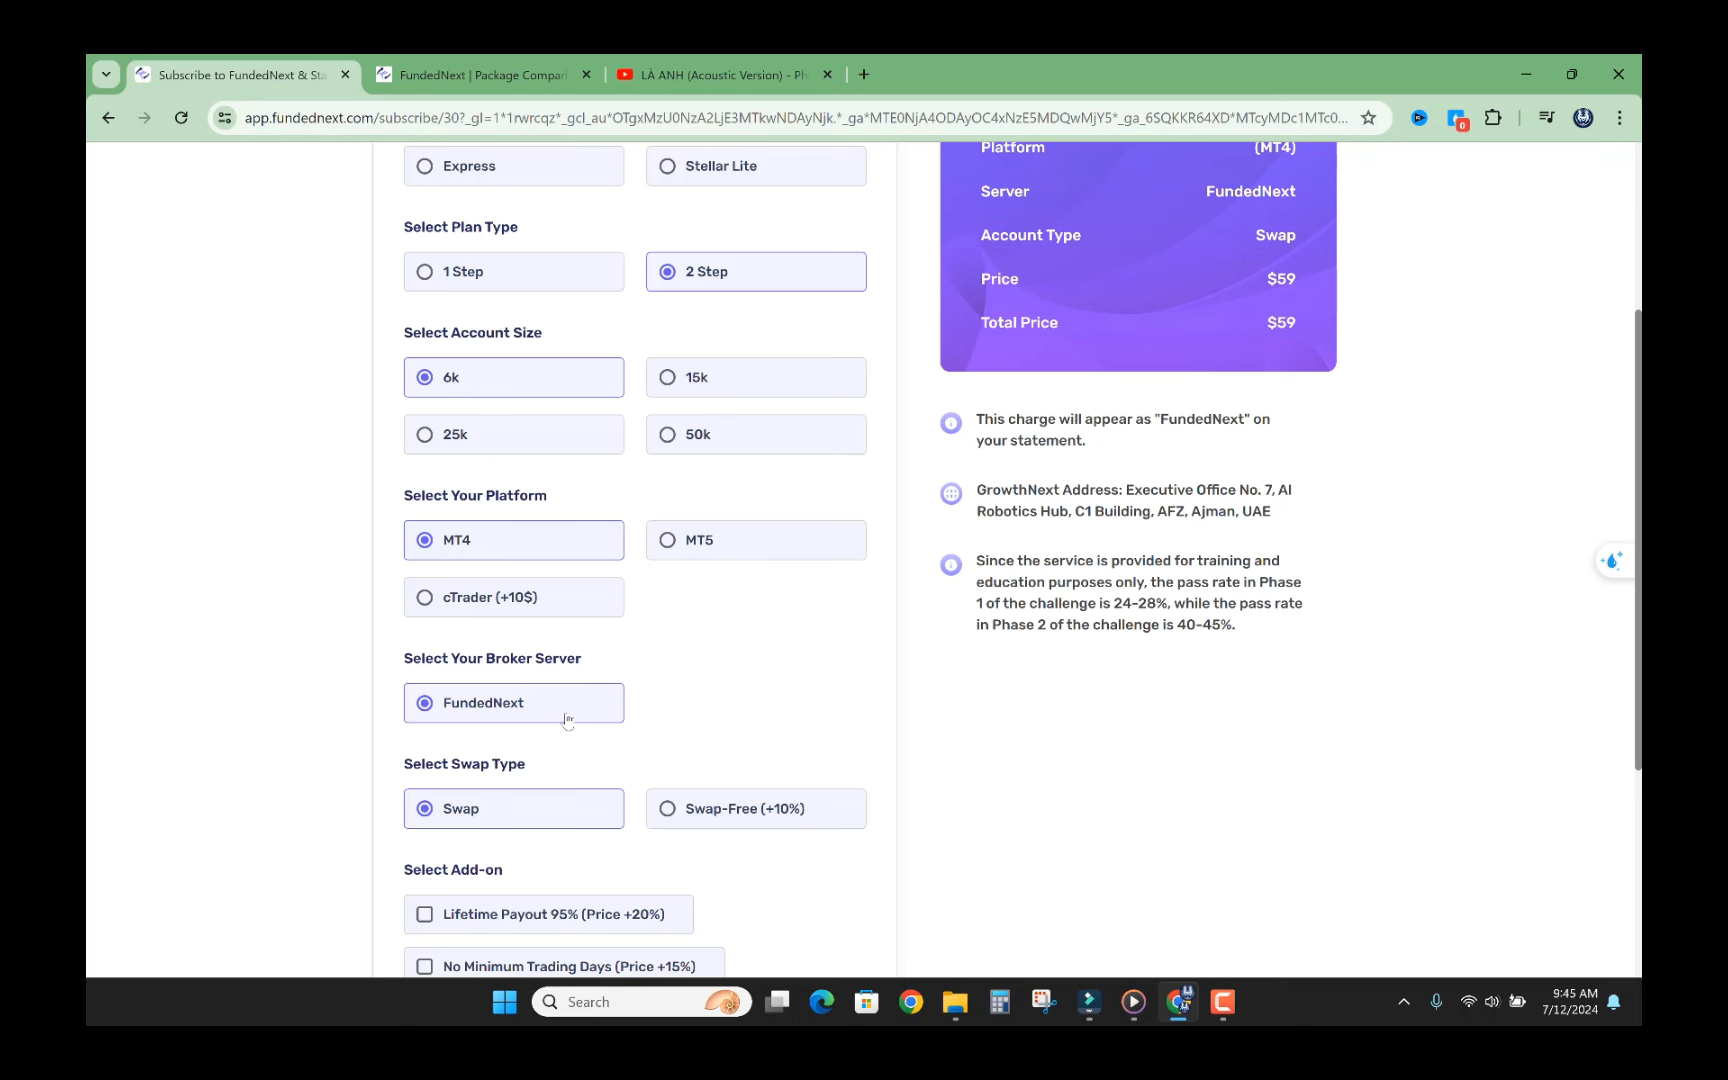 Subscribe to FundedNext & Sta
FundedNext | Package Compari
LÀ ANH (Acoustic Version) - Ph
app.fundednext.com/subscribe/30?_gl=1*1rwrcqz*_gcl_au*OTgxMzU0NzA2LjE3MTkwNDAyNjk.*_ga*MTE0NjA4ODAyOC4xNzE5MDQwMjY5*_ga_6SQKKR64XD*MTcyMDc1MTc0...
0
Express
Stellar Lite
Select Plan Type
1 Step
2 Step
Select Account Size
6k
15k
25k
50k
Select Your Platform
MT4
MT5
cTrader (+10$)
Select Your Broker Server
FundedNext
Select Swap Type
Swap
Swap-Free (+10%)
Select Add-on
Lifetime Payout 95% (Price +20%)
No Minimum Trading Days (Price +15%)
Platform (MT4)
Server FundedNext
Account Type Swap
Price $59
Total Price $59
This charge will appear as "FundedNext" on
your statement.
GrowthNext Address: Executive Office No. 7, AI
Robotics Hub, C1 Building, AFZ, Ajman, UAE
Since the service is provided for training and
education purposes only, the pass rate in Phase
1 of the challenge is 24-28%, while the pass rate
in Phase 2 of the challenge is 40-45%.
Search
9:45 AM
7/12/2024